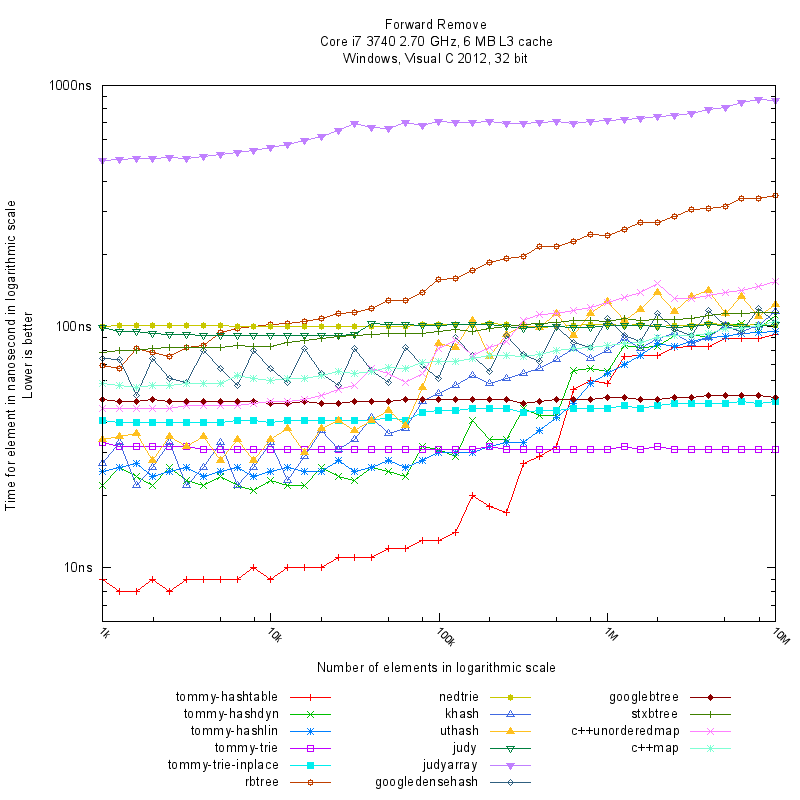 Forward Remove
Core i7 3740 2.70 GHz, 6 MB L3 cache
Windows, Visual C 2012, 32 bit
1000ns
100ns
10ns
Time for element in nanosecond in logarithmic scale
Lower is better
1k
10k
100k
1M
10M
Number of elements in logarithmic scale
tommy-hashtable
tommy-hashdyn
tommy-hashlin
tommy-trie
tommy-trie-inplace
rbtree
nedtrie
khash
uthash
judy
judyarray
googledensehash
googlebtree
stxbtree
c++unorderedmap
c++map